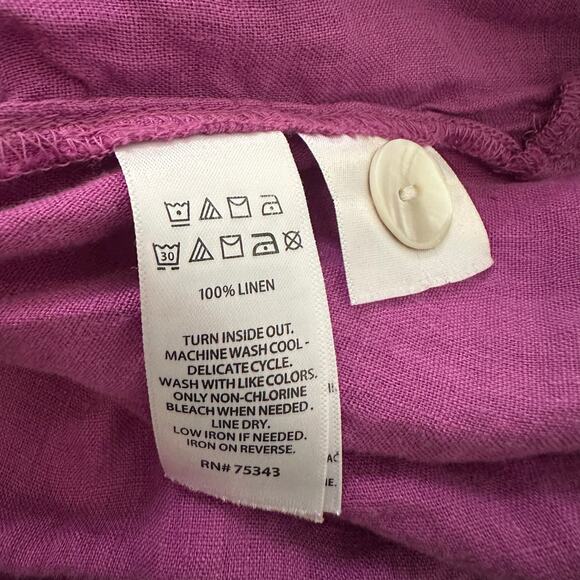 30
100% LINEN
TURN INSIDE OUT.
MACHINE WASH COOL -
DELICATE CYCLE.
WASH WITH LIKE COLORS.
ONLY NON-CHLORINE
BLEACH WHEN NEEDED.
LINE DRY.
LOW IRON IF NEEDED.
IRON ON REVERSE.
RN# 75343